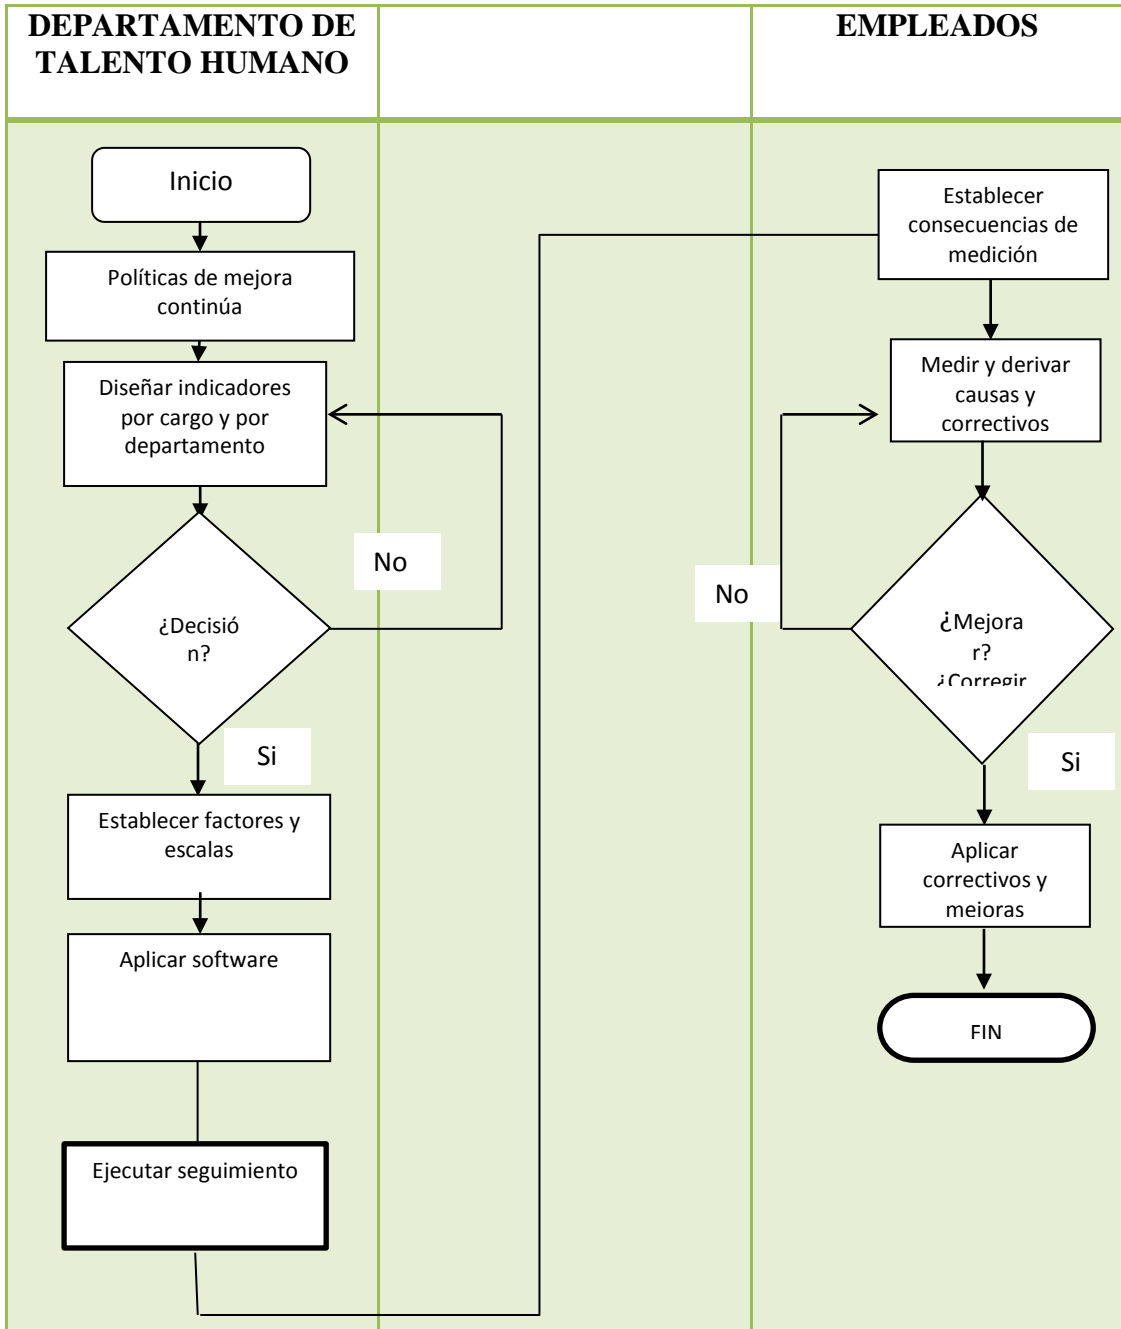 DEPARTAMENTO DE
TALENTO HUMANO
EMPLEADOS
Inicio
Políticas de mejora
continúa
Diseñar indicadores
por cargo y por
departamento
No
¿Decisió
n?
Si
Establecer factores y
escalas
Aplicar software
Ejecutar seguimiento
Establecer
consecuencias de
medición
Medir y derivar
causas y
correctivos
No
¿Mejora
r?
¿Corregir
Si
Aplicar
correctivos y
mejoras
FIN